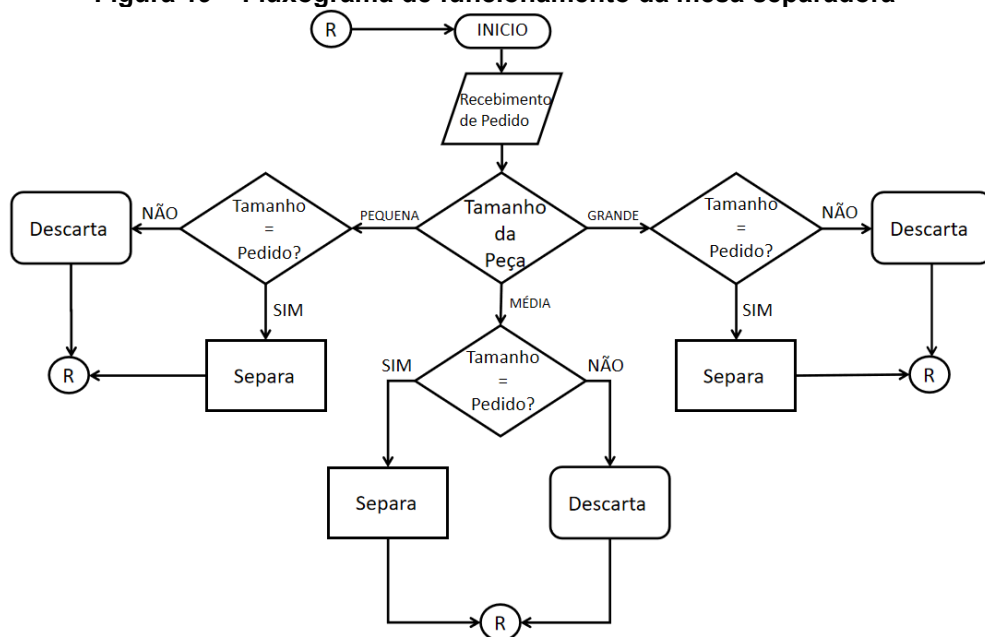 Figura – Fluxograma de funcionamento da mesa separadora
R
INICIO
Recebimento
de Pedido
Tamanho
da
Peça
PEQUENA
GRANDE
MÉDIA
Tamanho
=
Pedido?
NÃO
Descarta
SIM
Separa
R
Tamanho
=
Pedido?
NÃO
Descarta
SIM
Separa
R
Tamanho
=
Pedido?
SIM
NÃO
Separa
Descarta
R